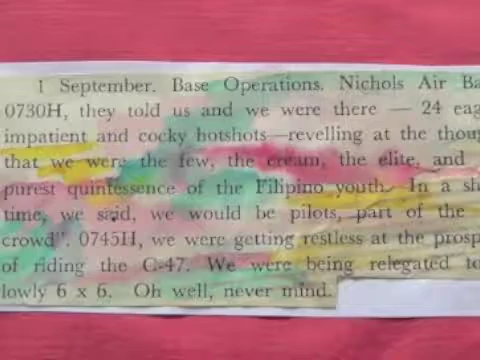 1 September. Base Operations. Nichols Air
0730H, they told us and we were there — 24
impatient and cocky hotshots—revelling at the
that we were the few, the cream, the elite, and
purest quintessence of the Filipino youth. In a
time, we said, we would be pilots, part of the
crowd". 0745H, we were getting restless at the
of riding the C-47. We were being relegated to
lowly 6 x 6. Oh well, never mind.